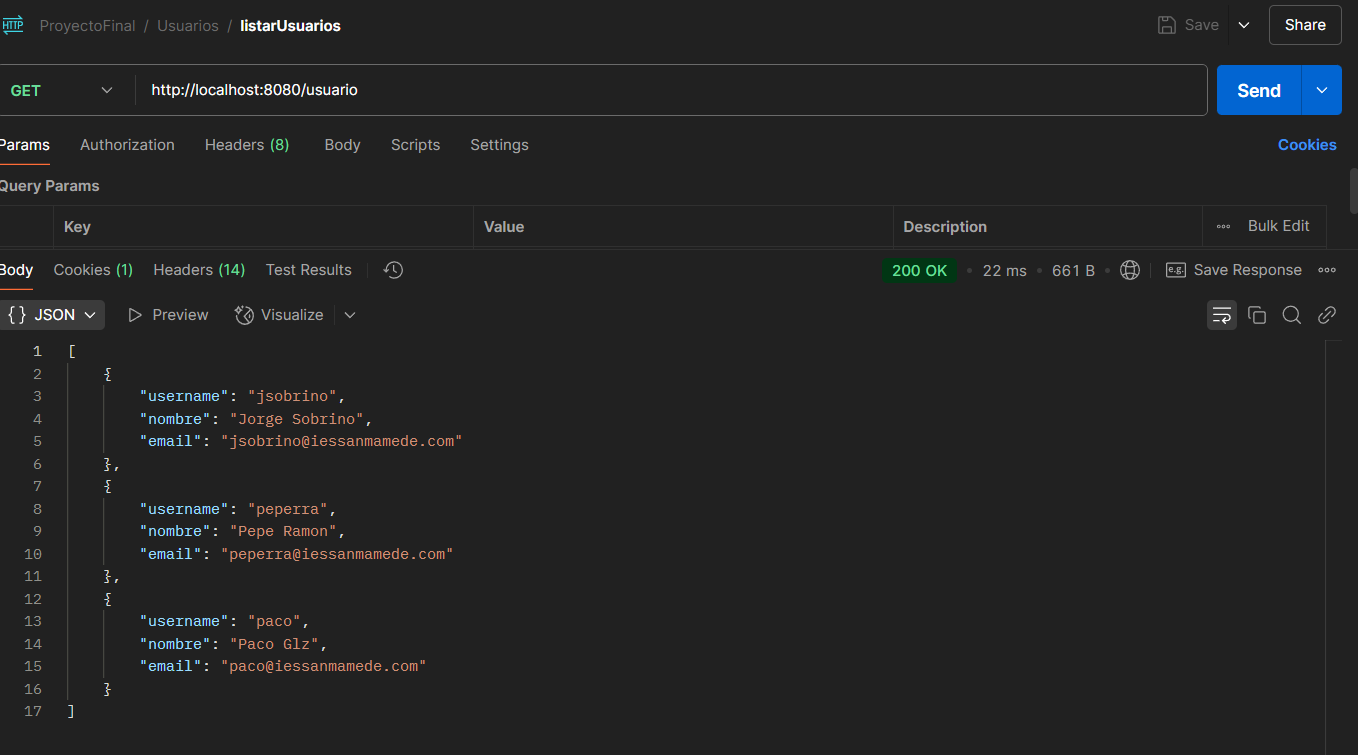 HTTP ProyectoFinal / Usuarios / listarUsuarios Save Share
GET http://localhost:8080/usuario Send
Params Authorization Headers (8) Body Scripts Settings Cookies
Query Params
Key Value Description Bulk Edit
Body Cookies (1) Headers (14) Test Results 200 OK • 22 ms • 661 B • e.g. Save Response
{} JSON Preview Visualize
1 [
2 {
3 "username": "jsobrino",
4 "nombre": "Jorge Sobrino",
5 "email": "jsobrino@iessanmamede.com"
6 },
7 {
8 "username": "peperra",
9 "nombre": "Pepe Ramon",
10 "email": "peperra@iessanmamede.com"
11 },
12 {
13 "username": "paco",
14 "nombre": "Paco Glz",
15 "email": "paco@iessanmamede.com"
16 }
17 ]